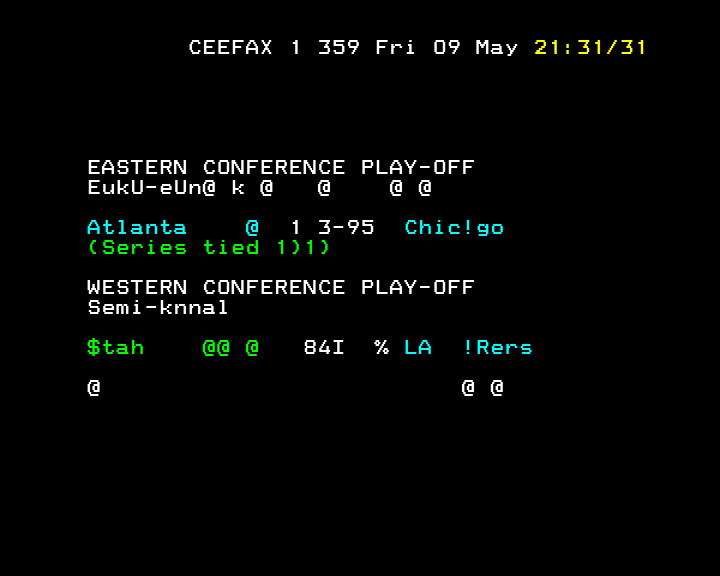 CEEFAX 1 359 Fri 09 May 21:31/31
EASTERN CONFERENCE PLAY-OFF
EukU-eUn@ k @ @ @ @
Atlanta @ 1 3-95 Chic!go
(Series tied 1)1)
WESTERN CONFERENCE PLAY-OFF
Semi-knnal
$tah @@ @ 84I % LA !Rers
@ @ @